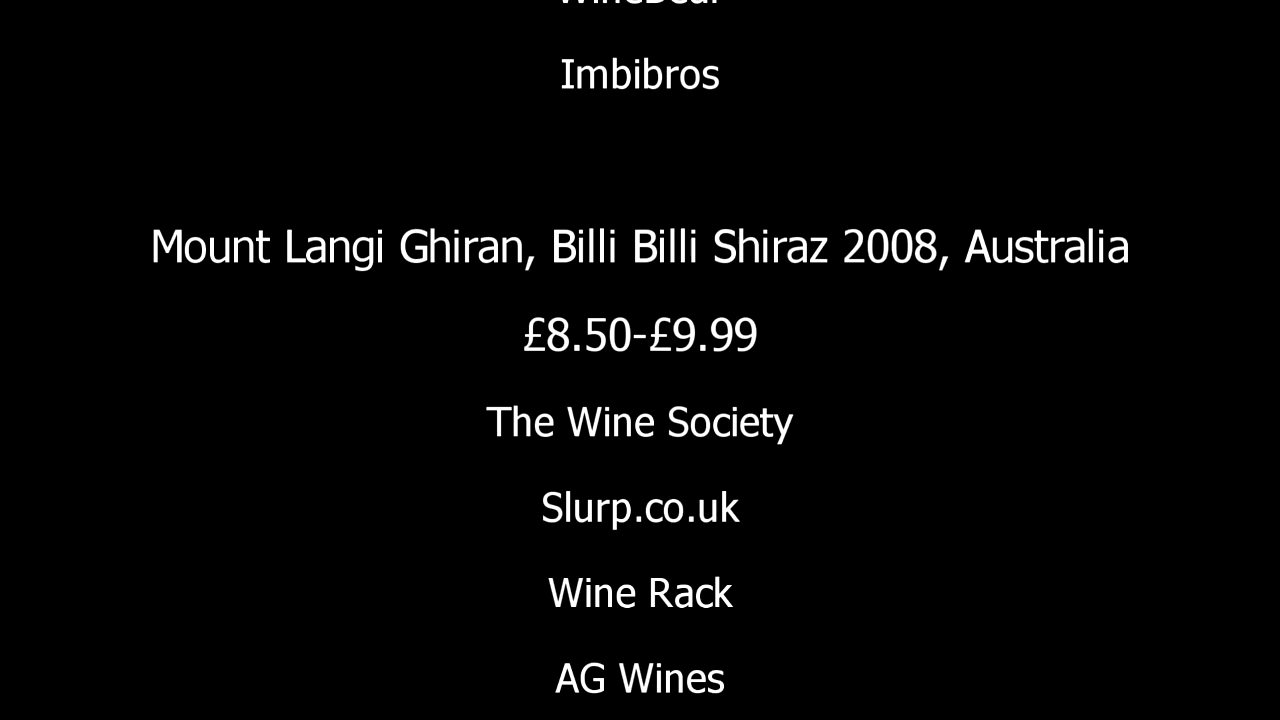 Imbibros
Mount Langi Ghiran, Billi Billi Shiraz 2008, Australia
£8.50-£9.99
The Wine Society
Slurp.co.uk
Wine Rack
AG Wines